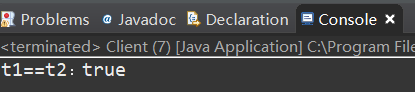 Problems Javadoc Declaration Console
<terminated> Client (7) [Java Application] C:\Program File
t1==t2：true